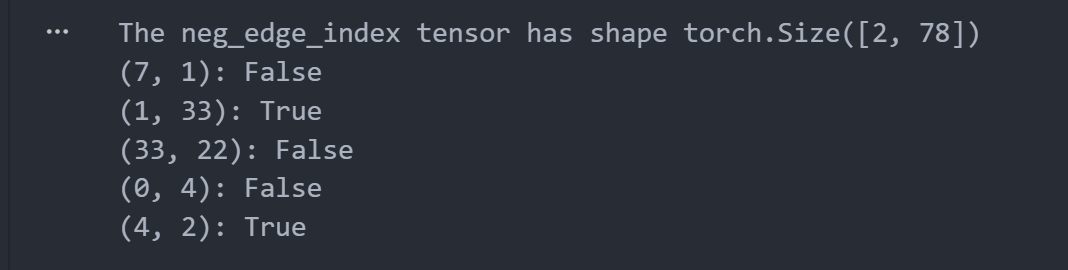 ... The neg_edge_index tensor has shape torch.Size([2, 78])
(7, 1): False
(1, 33): True
(33, 22): False
(0, 4): False
(4, 2): True